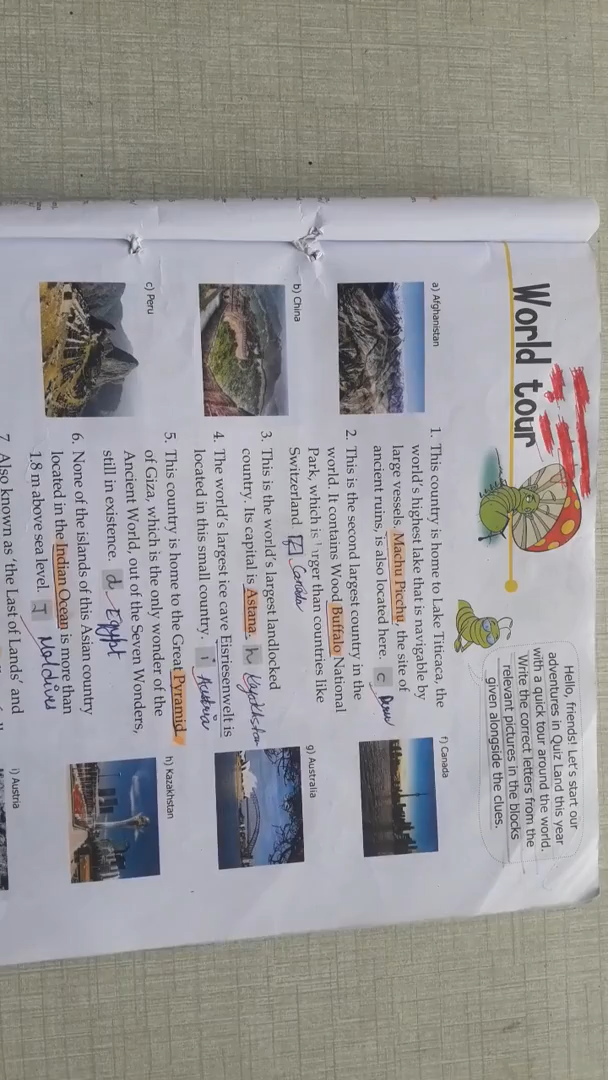 World tour
Hello, friends! Let's start our
adventures in Quiz Land this year
with a quick tour around the world.
Write the correct letters from the
relevant pictures in the blocks
given alongside the clues.
a) Afghanistan
b) China
c) Peru
1. This country is home to Lake Titicaca, the
world's highest lake that is navigable by
large vessels. Machu Picchu, the site of
ancient ruins, is also located here. c Peru
2. This is the second largest country in the
world. It contains Wood Buffalo National
Park, which is larger than countries like
Switzerland. f Canada
3. This is the world's largest landlocked
country. Its capital is Astana. h
4. The world's largest ice cave Eisriesenwelt is
located in this small country. i Austria
5. This country is home to the Great Pyramid
of Giza, which is the only wonder of the
Ancient World, out of the Seven Wonders,
still in existence. d Egypt
6. None of the islands of this Asian country
located in the Indian Ocean is more than
1.8 m above sea level. J Maldives
7. Also known as 'the Last of Lands' and
f) Canada
g) Australia
h) Kazakhstan
i) Austria